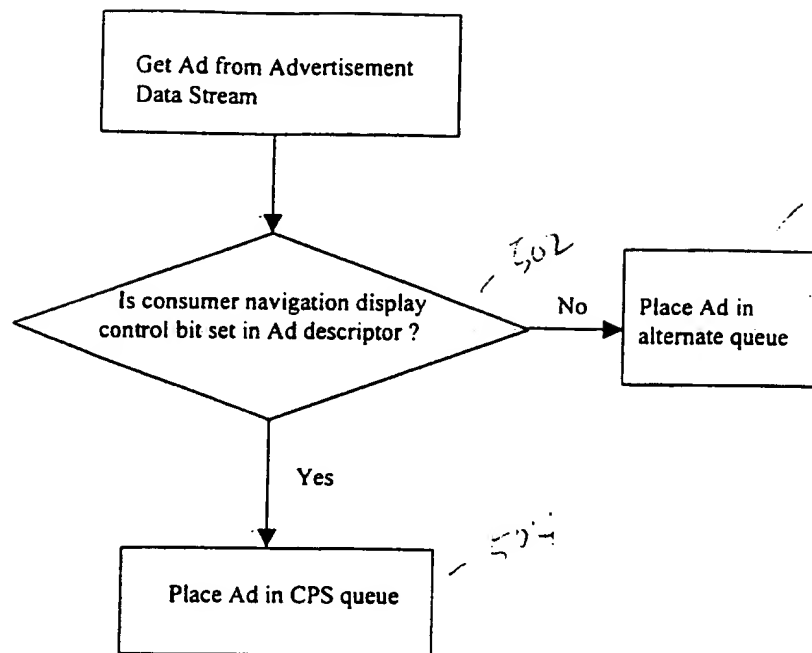 Get Ad from Advertisement
Data Stream
Is consumer navigation display
control bit set in Ad descriptor ?
No
Place Ad in
alternate queue
Yes
Place Ad in CPS queue